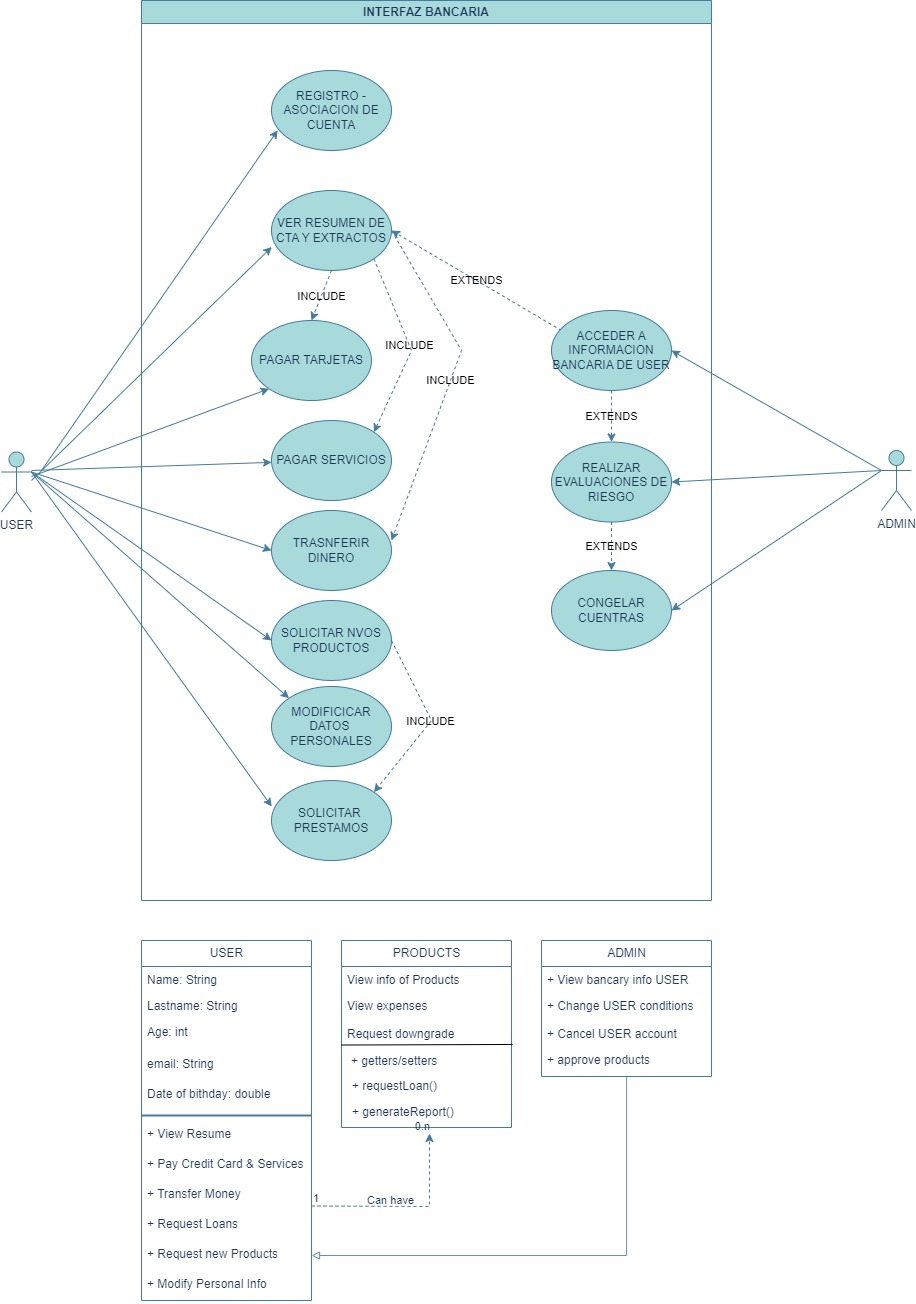 INTERFAZ BANCARIA
REGISTRO -
ASOCIACION DE
CUENTA
VER RESUMEN DE
CTA Y EXTRACTOS
EXTENDS
INCLUDE
INCLUDE
INCLUDE
PAGAR TARJETAS
ACCEDER A
INFORMACION
BANCARIA DE USER
EXTENDS
PAGAR SERVICIOS
REALIZAR
EVALUACIONES DE
RIESGO
USER
ADMIN
TRASNFERIR
DINERO
EXTENDS
CONGELAR
CUENTRAS
SOLICITAR NVOS
PRODUCTOS
MODIFICICAR
DATOS
PERSONALES
INCLUDE
SOLICITAR
PRESTAMOS
USER
Name: String
Lastname: String
Age: int
email: String
Date of bithday: double
+ View Resume
+ Pay Credit Card & Services
+ Transfer Money
+ Request Loans
+ Request new Products
+ Modify Personal Info
PRODUCTS
View info of Products
View expenses
Request downgrade
+ getters/setters
+ requestLoan()
+ generateReport()
0.n
1
Can have
ADMIN
+ View bancary info USER
+ Change USER conditions
+ Cancel USER account
+ approve products